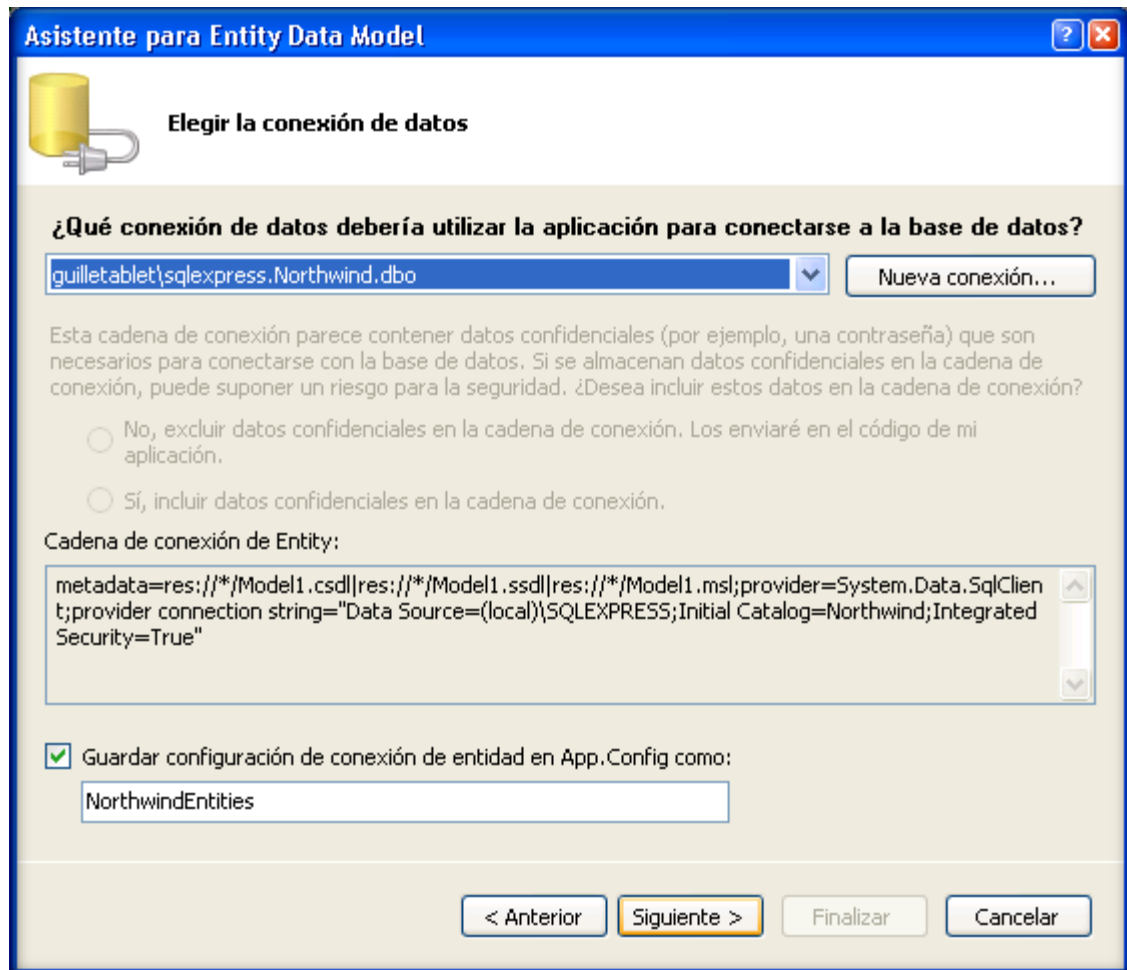 Asistente para Entity Data Model
Elegir la conexión de datos
¿Qué conexión de datos debería utilizar la aplicación para conectarse a la base de datos?
guilletablet\sqlexpress.Northwind.dbo
Nueva conexión...
Esta cadena de conexión parece contener datos confidenciales (por ejemplo, una contraseña) que son
necesarios para conectarse con la base de datos. Si se almacenan datos confidenciales en la cadena de
conexión, puede suponer un riesgo para la seguridad. ¿Desea incluir estos datos en la cadena de conexión?
No, excluir datos confidenciales en la cadena de conexión. Los enviaré en el código de mi
aplicación.
Sí, incluir datos confidenciales en la cadena de conexión.
Cadena de conexión de Entity:
metadata=res://*/Model1.csdl|res://*/Model1.ssdl|res://*/Model1.msl;provider=System.Data.SqlClien
t;provider connection string="Data Source=(local)\SQLEXPRESS;Initial Catalog=Northwind;Integrated
Security=True"
Guardar configuración de conexión de entidad en App.Config como:
NorthwindEntities
< Anterior
Siguiente >
Finalizar
Cancelar